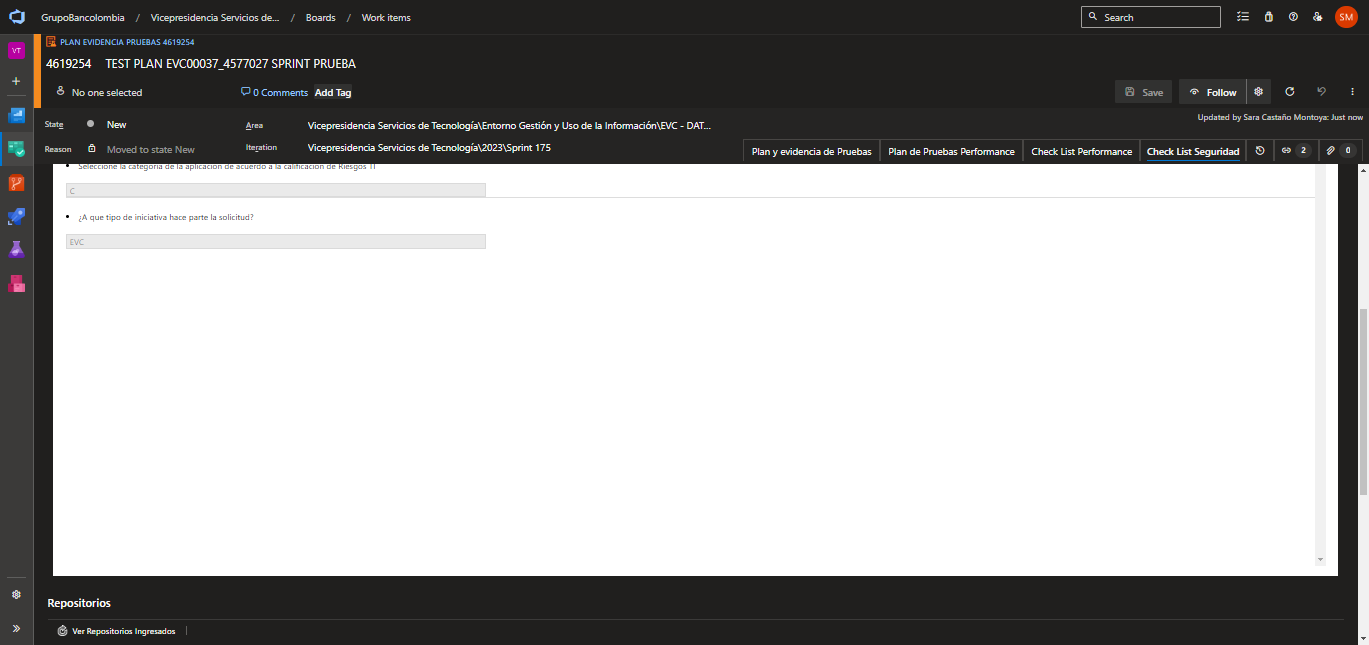 GrupoBancolombia / Vicepresidencia Servicios de... / Boards / Work items
Search
SM
VT
PLAN EVIDENCIA PRUEBAS 4619254
4619254 TEST PLAN EVC00037_4577027 SPRINT PRUEBA
No one selected
0 Comments
Add Tag
Save
Follow
State
New
Area
Vicepresidencia Servicios de Tecnología\Entorno Gestión y Uso de la Información\EVC - DAT...
Updated by Sara Castaño Montoya: Just now
Reason
Moved to state New
Iteration
Vicepresidencia Servicios de Tecnología\2023\Sprint 175
Plan y evidencia de Pruebas
Plan de Pruebas Performance
Check List Performance
Check List Seguridad
2
0
Seleccione la categoría de la aplicación de acuerdo a la calificación de Riesgos TI
C
¿A que tipo de iniciativa hace parte la solicitud?
EVC
Repositorios
Ver Repositorios Ingresados